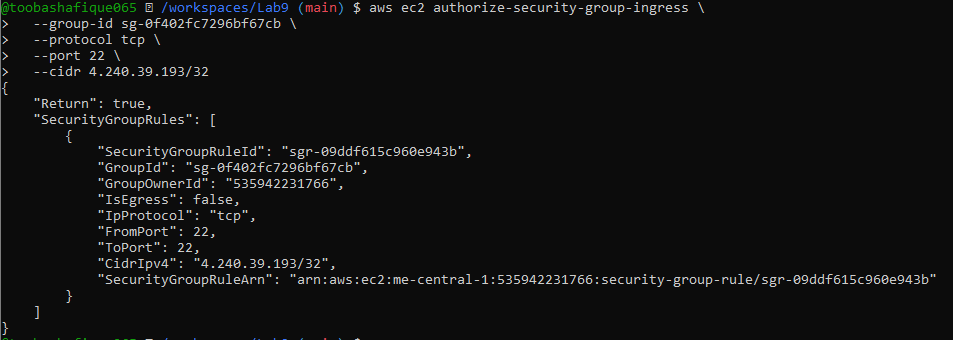 @toobashafique065 /workspaces/Lab9 (main) $ aws ec2 authorize-security-group-ingress \
>   --group-id sg-0f402fc7296bf67cb \
>   --protocol tcp \
>   --port 22 \
>   --cidr 4.240.39.193/32
{
    "Return": true,
    "SecurityGroupRules": [
        {
            "SecurityGroupRuleId": "sgr-09ddf615c960e943b",
            "GroupId": "sg-0f402fc7296bf67cb",
            "GroupOwnerId": "535942231766",
            "IsEgress": false,
            "IpProtocol": "tcp",
            "FromPort": 22,
            "ToPort": 22,
            "CidrIpv4": "4.240.39.193/32",
            "SecurityGroupRuleArn": "arn:aws:ec2:me-central-1:535942231766:security-group-rule/sgr-09ddf615c960e943b"
        }
    ]
}